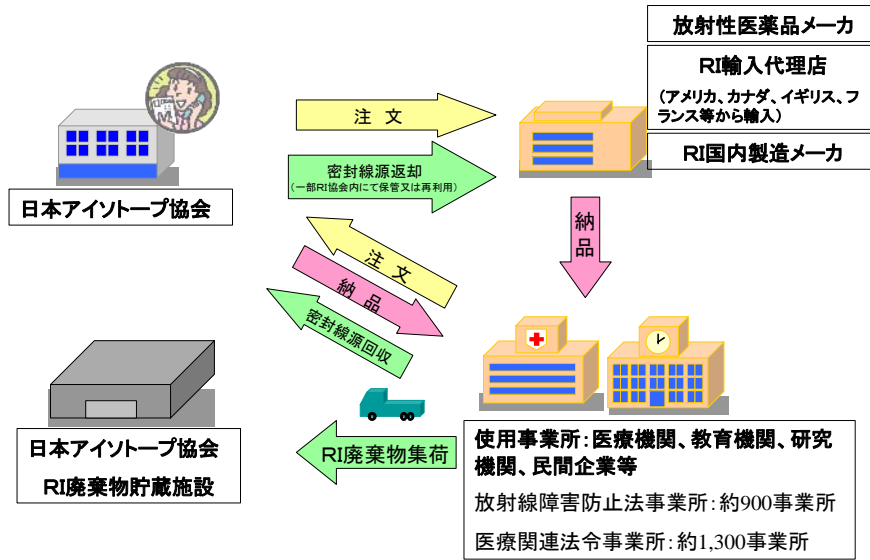 放射性医薬品メーカ
RI輸入代理店
（アメリカ、カナダ、イギリス、フ
ランス等から輸入）
RI国内製造メーカ
注 文
密封線源返却
（一部RI協会内にて保管又は再利用）
日本アイソトープ協会
納品
注 文
納 品
密封線源回収
RI廃棄物集荷
日本アイソトープ協会
RI廃棄物貯蔵施設
使用事業所：医療機関、教育機関、研究
機関、民間企業等
放射線障害防止法事業所：約900事業所
医療関連法令事業所：約1,300事業所